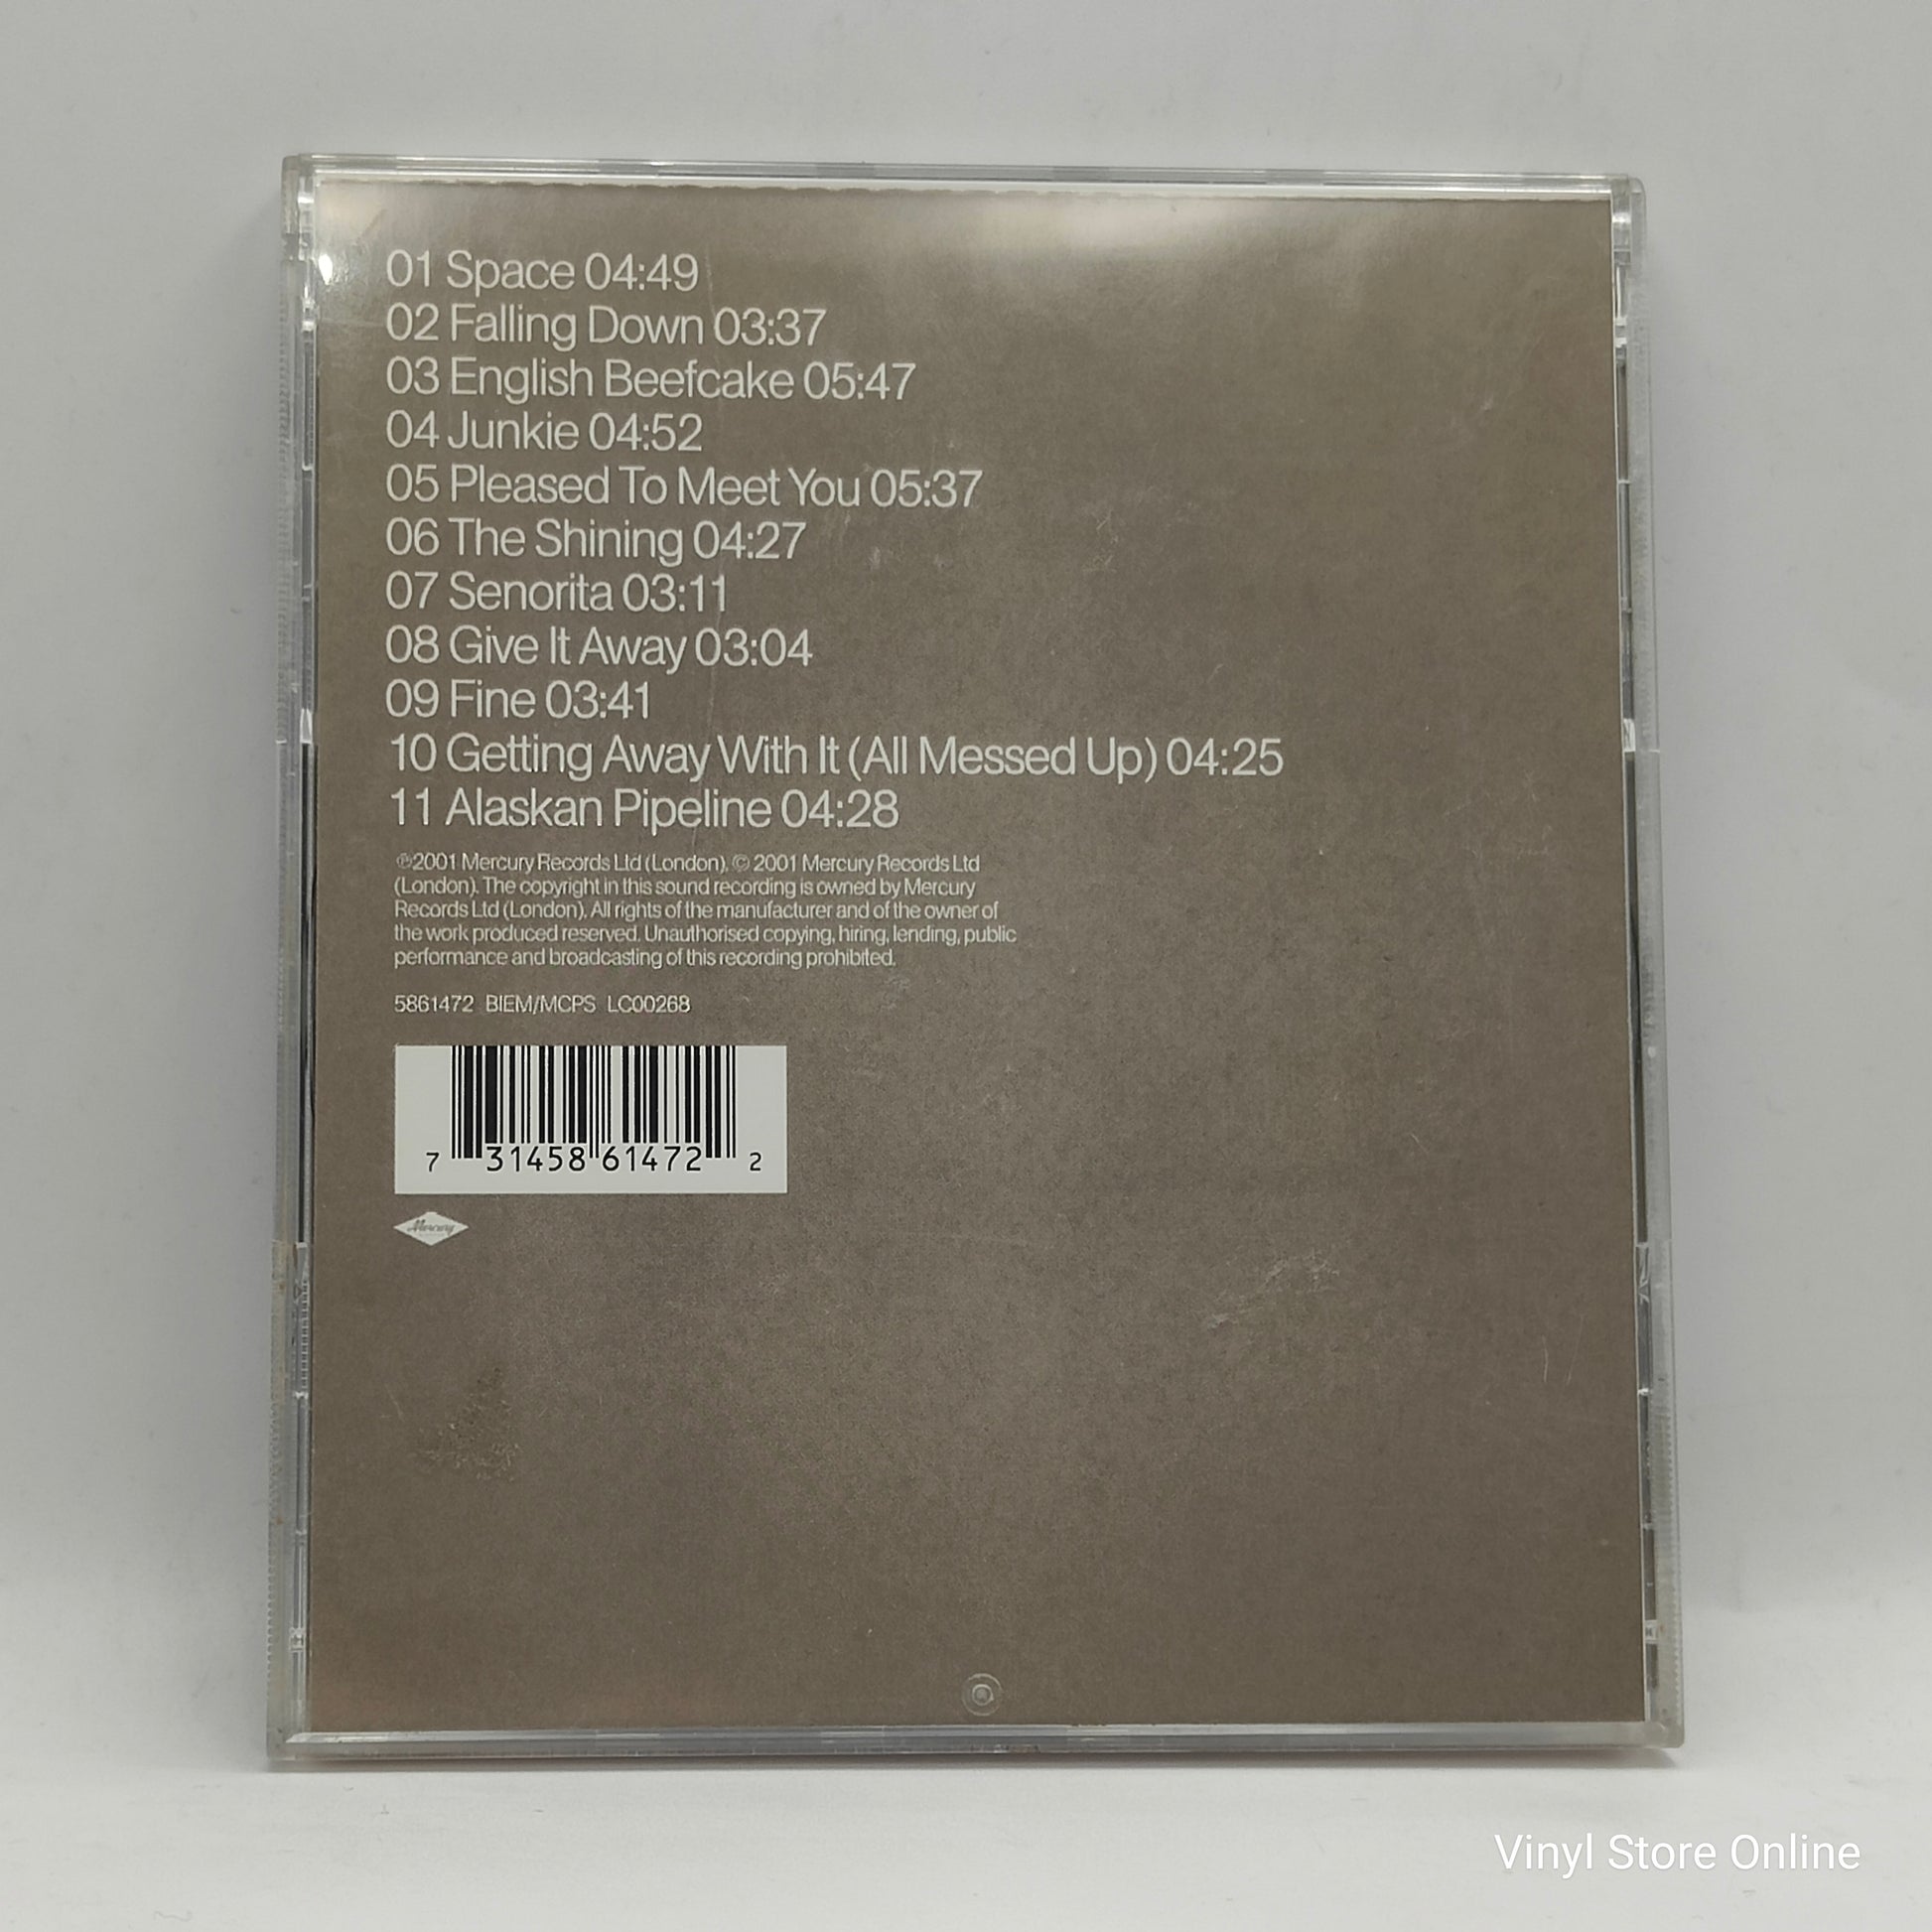 01 Space 04:49
02 Falling Down 03:37
03 English Beefcake 05:47
04 Junkie 04:52
05 Pleased To Meet You 05:37
06 The Shining 04:27
07 Senorita 03:11
08 Give It Away 03:04
09 Fine 03:41
10 Getting Away With It (All Messed Up) 04:25
11 Alaskan Pipeline 04:28
℗2001 Mercury Records Ltd (London), © 2001 Mercury Records Ltd
(London). The copyright in this sound recording is owned by Mercury
Records Ltd (London). All rights of the manufacturer and of the owner of
the work produced reserved. Unauthorised copying, hiring, lending, public
performance and broadcasting of this recording prohibited.
5861472 BIEM/MCPS LC00268
7 31458 61472 2
Mercury
Vinyl Store Online